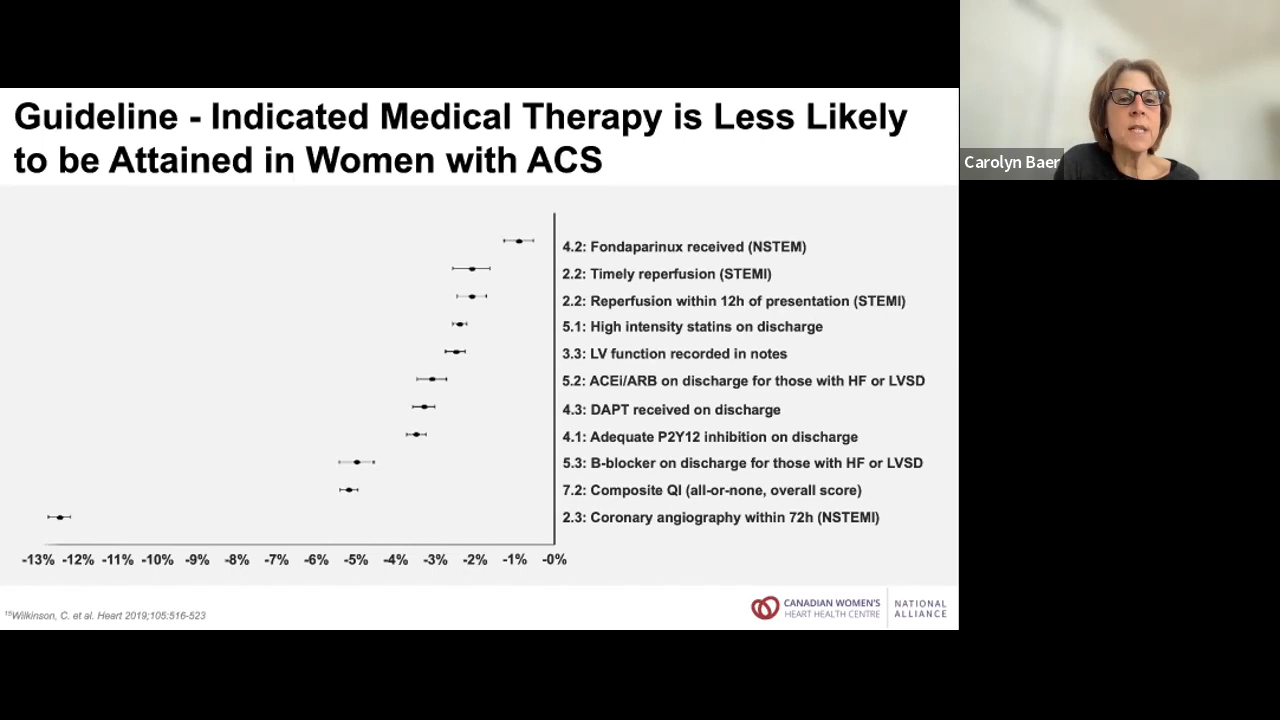 Guideline - Indicated Medical Therapy is Less Likely
to be Attained in Women with ACS
4.2: Fondaparinux received (NSTEM)
2.2: Timely reperfusion (STEMI)
2.2: Reperfusion within 12h of presentation (STEMI)
5.1: High intensity statins on discharge
3.3: LV function recorded in notes
5.2: ACEi/ARB on discharge for those with HF or LVSD
4.3: DAPT received on discharge
4.1: Adequate P2Y12 inhibition on discharge
5.3: B-blocker on discharge for those with HF or LVSD
7.2: Composite QI (all-or-none, overall score)
2.3: Coronary angiography within 72h (NSTEMI)
-13% -12% -11% -10% -9% -8% -7% -6% -5% -4% -3% -2% -1% -0%
¹⁵Wilkinson, C. et al. Heart 2019;105:516-523
CANADIAN WOMEN'S
HEART HEALTH CENTRE
NATIONAL
ALLIANCE
Carolyn Baer